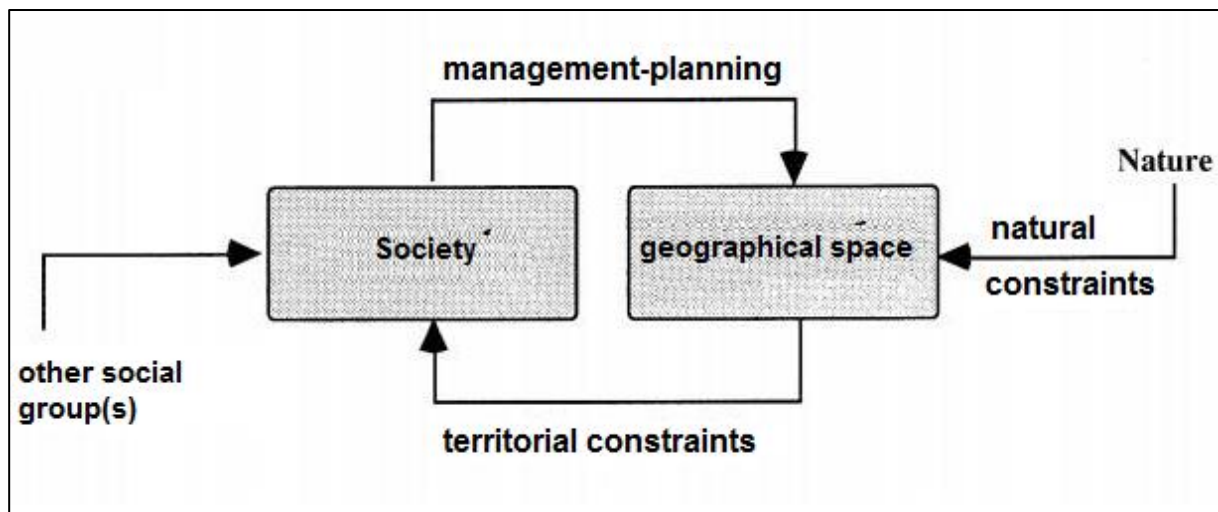 management-planning
Nature
Society
geographical space
natural
constraints
other social
group(s)
territorial constraints